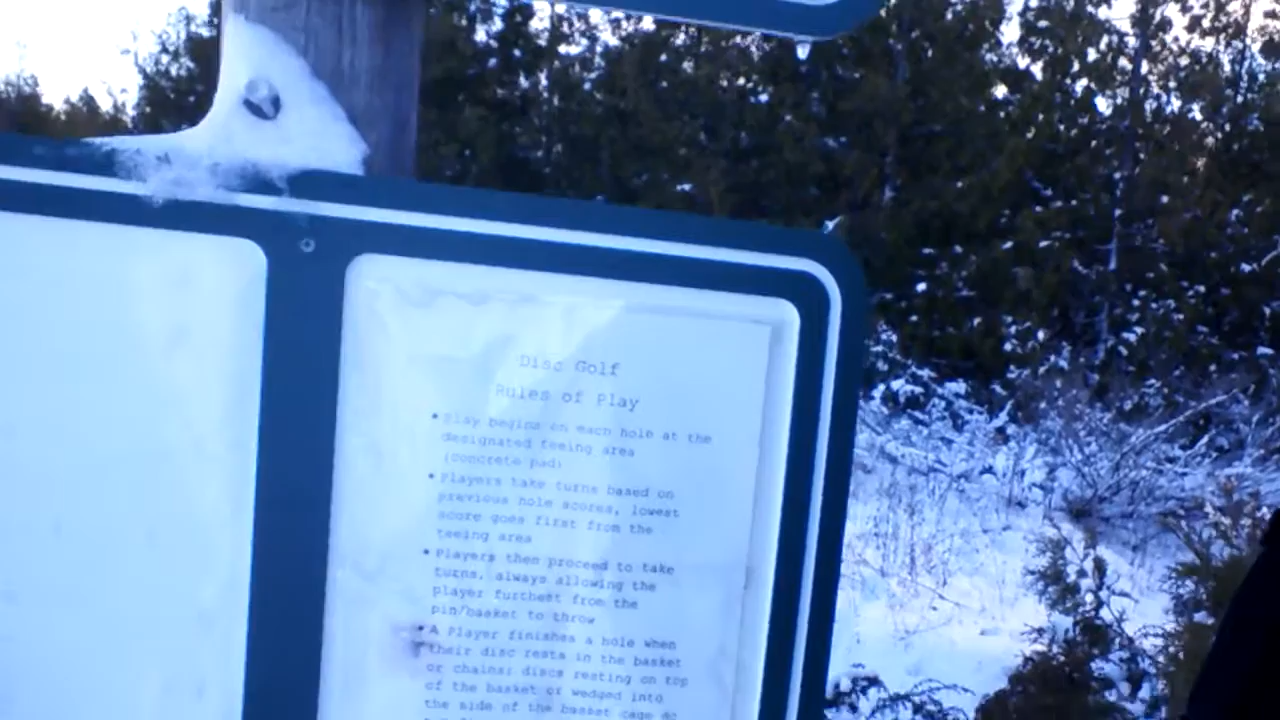 Disc Golf
Rules of Play
• Play begins on each hole at the
designated teeing area
(concrete pad)
• Players take turns based on
previous hole scores, lowest
score goes first from the
teeing area
• Players then proceed to take
turns, always allowing the
player furthest from the
pin/basket to throw
• A Player finishes a hole when
their disc rests in the basket
or chains; discs resting on top
of the basket or wedged into
the side of the basket cage